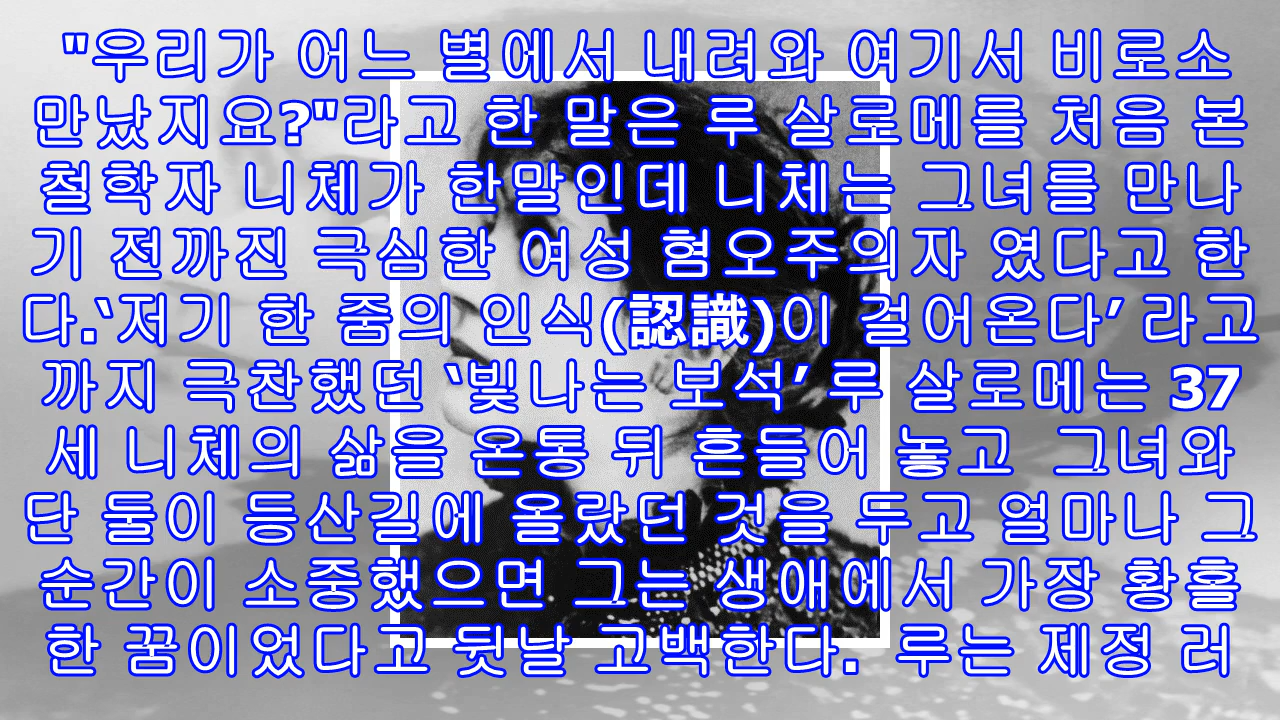 "우리가 어느 별에서 내려와 여기서 비로소
만났지요?"라고 한 말은 루 살로메를 처음 본
철학자 니체가 한말인데 니체는 그녀를 만나
기 전까진 극심한 여성 혐오주의자 였다고 한
다.‘저기 한 줌의 인식(認識)이 걸어온다’ 라고
까지 극찬했던 ‘빛나는 보석’ 루 살로메는 37
세 니체의 삶을 온통 뒤 흔들어 놓고  그녀와
단 둘이 등산길에 올랐던 것을 두고 얼마나 그
순간이 소중했으면 그는 생애에서 가장 황홀
한 꿈이었다고 뒷날 고백한다. 루는 제정 러